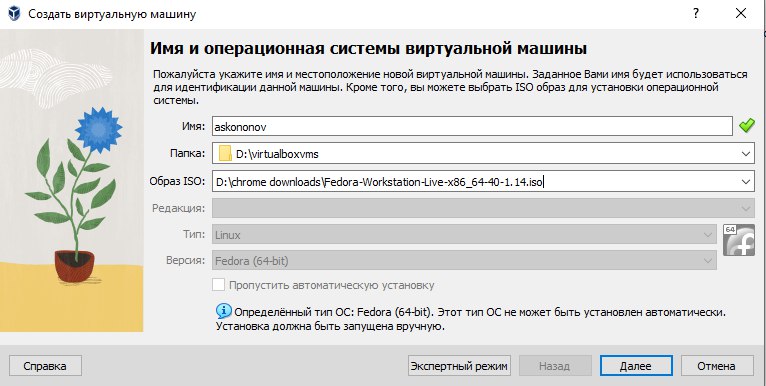 Создать виртуальную машину
?
Имя и операционная системы виртуальной машины
Пожалуйста укажите имя и местоположение новой виртуальной машины. Заданное Вами имя будет использоваться
для идентификации данной машины. Кроме того, вы можете выбрать ISO образ для установки операционной
системы.
Имя: askononov
Папка: D:\virtualboxvms
Образ ISO: D:\chrome downloads\Fedora-Workstation-Live-x86_64-40-1.14.iso
Редакция:
Тип: Linux
64
Версия: Fedora (64-bit)
Пропустить автоматическую установку
Определённый тип ОС: Fedora (64-bit). Этот тип ОС не может быть установлен автоматически.
Установка должна быть запущена вручную.
Справка Экспертный режим Назад Далее Отмена